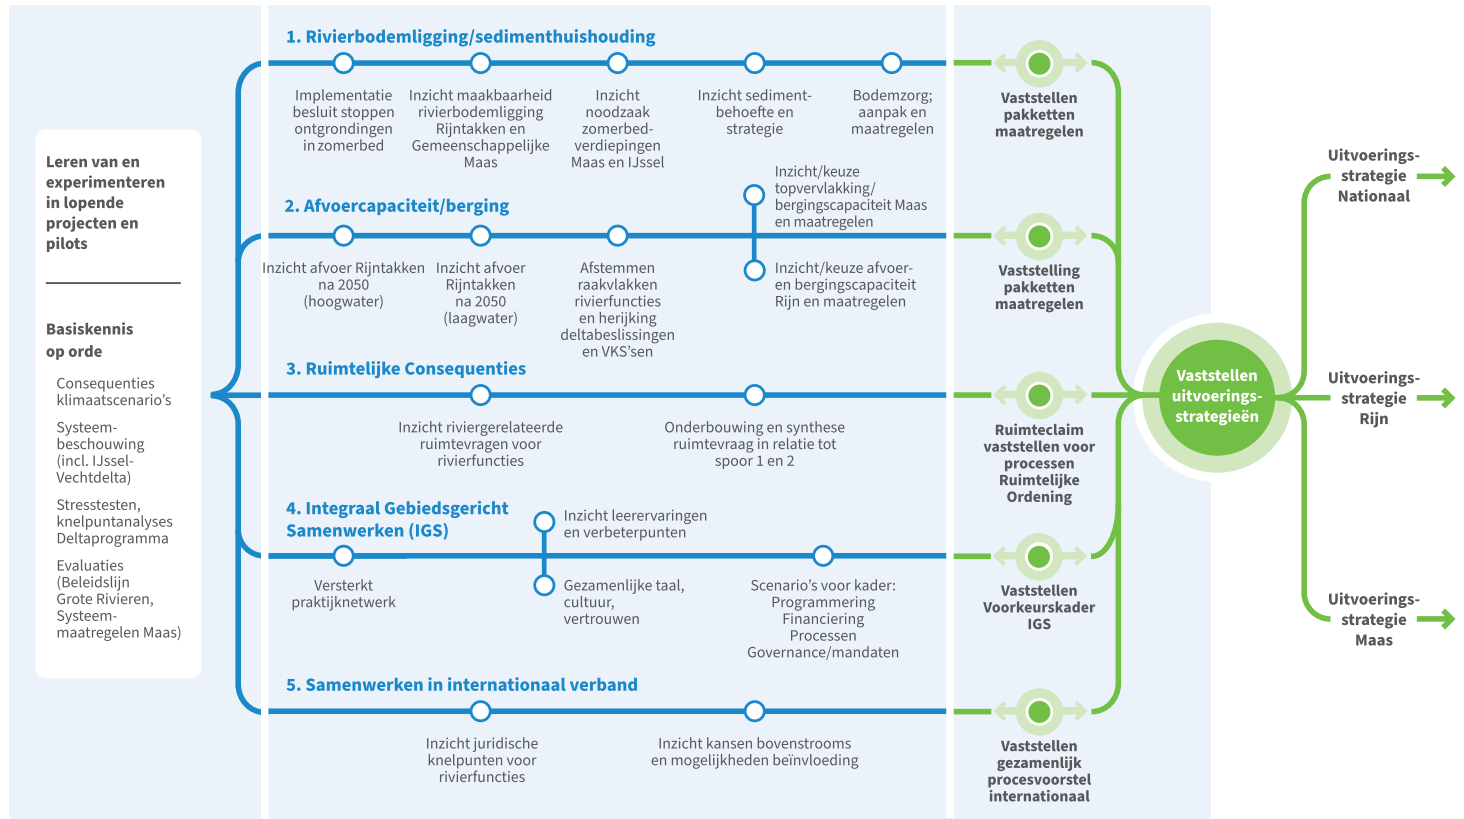 Leren van en
experimenteren
in lopende
projecten en
pilots
Basiskennis
op orde
Consequenties
klimaatscenario’s
Systeem-
beschouwing
(incl. IJssel-
Vechtdelta)
Stresstesten,
knelpuntanalyses
Deltaprogramma
Evaluaties
(Beleidslijn
Grote Rivieren,
Systeem-
maatregelen Maas)
1. Rivierbodemligging/sedimenthuishouding
Implementatie
besluit stoppen
ontgrondingen
in zomerbed
Inzicht maakbaarheid
rivierbodemligging
Rijntakken en
Gemeenschappelijke
Maas
Inzicht
noodzaak
zomerbed-
verdiepingen
Maas en IJssel
Inzicht sediment-
behoefte en
strategie
Bodemzorg;
aanpak en
maatregelen
Vaststellen
pakketten
maatregelen
2. Afvoercapaciteit/berging
Inzicht afvoer Rijntakken
na 2050
(hoogwater)
Inzicht afvoer
Rijntakken
na 2050
(laagwater)
Afstemmen
raakvlakken
rivierfuncties
en herijking
deltabeslissingen
en VKS’sen
Inzicht/keuze
topvervlakking/
bergingscapaciteit Maas
en maatregelen
Inzicht/keuze afvoer-
en bergingscapaciteit
Rijn en maatregelen
Vaststelling
pakketten
maatregelen
3. Ruimtelijke Consequenties
Inzicht riviergerelateerde
ruimtevragen voor
rivierfuncties
Onderbouwing en synthese
ruimtevraag in relatie tot
spoor 1 en 2
Ruimteclaim
vaststellen voor
processen
Ruimtelijke
Ordening
4. Integraal Gebiedsgericht
Samenwerken (IGS)
Versterkt
praktijknetwerk
Inzicht leerervaringen
en verbeterpunten
Gezamenlijke taal,
cultuur,
vertrouwen
Scenario’s voor kader:
Programmering
Financiering
Processen
Governance/mandaten
Vaststellen
Voorkeurskader
IGS
5. Samenwerken in internationaal verband
Inzicht juridische
knelpunten voor
rivierfuncties
Inzicht kansen bovenstrooms
en mogelijkheden beïnvloeding
Vaststellen
gezamenlijk
procesvoorstel
internationaal
Vaststellen
uitvoerings-
strategieën
Uitvoerings-
strategie
Nationaal
Uitvoerings-
strategie
Rijn
Uitvoerings-
strategie
Maas